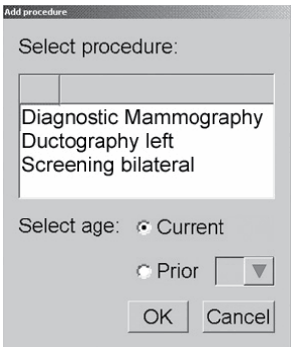 Add procedure
Select procedure:
Diagnostic Mammography
Ductography left
Screening bilateral
Select age: Current
Prior
OK Cancel